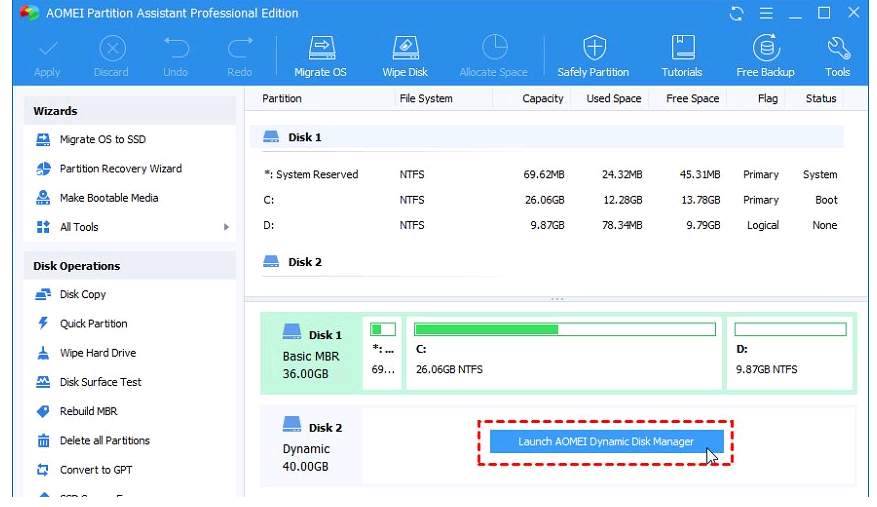 AOMEI Partition Assistant Professional Edition
Apply Discard Undo Redo Migrate OS Wipe Disk Allocate Space Safely Partition Tutorials Free Backup Tools
Wizards
Migrate OS to SSD
Partition Recovery Wizard
Make Bootable Media
All Tools
Disk Operations
Disk Copy
Quick Partition
Wipe Hard Drive
Disk Surface Test
Rebuild MBR
Delete all Partitions
Convert to GPT
Partition File System Capacity Used Space Free Space Flag Status
Disk 1
*: System Reserved NTFS 69.62MB 24.32MB 45.31MB Primary System
C: NTFS 26.06GB 12.28GB 13.78GB Primary Boot
D: NTFS 9.87GB 78.34MB 9.79GB Logical None
Disk 2
Disk 1
Basic MBR
36.00GB
*: ...
69...
C:
26.06GB NTFS
D:
9.87GB NTFS
Disk 2
Dynamic
40.00GB
Launch AOMEI Dynamic Disk Manager